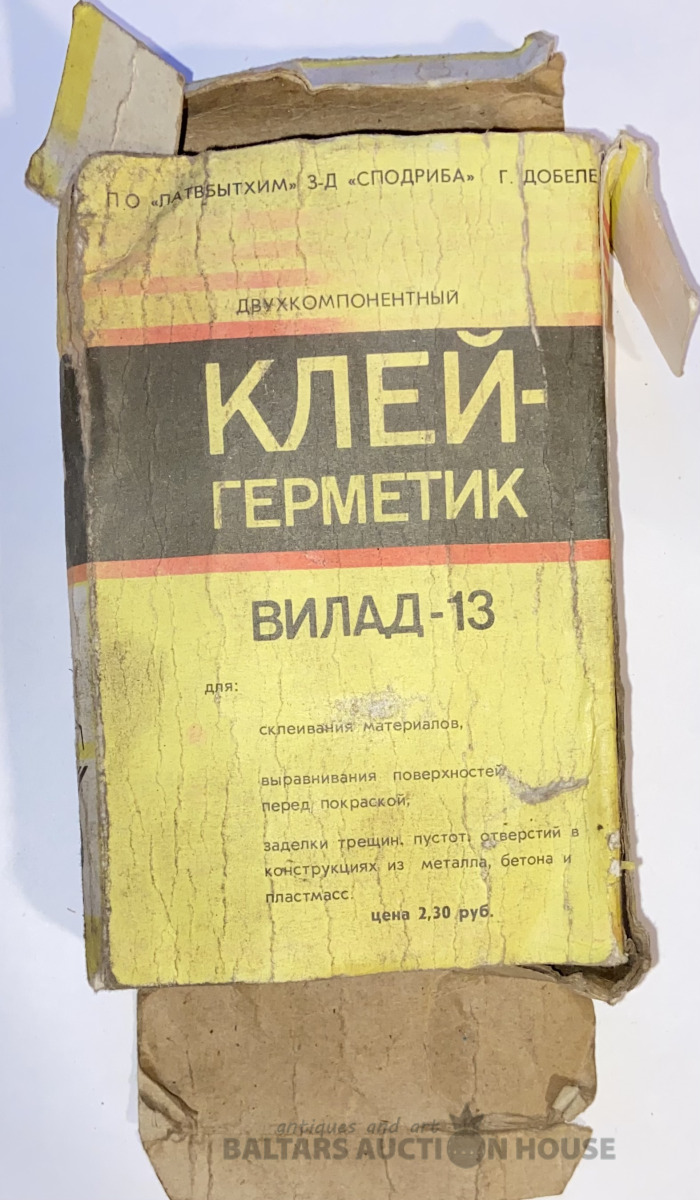 ПО «ЛАТВБЫТХИМ» З-Д «СПОДРИБА» Г. ДОБЕЛЕ
ДВУХКОМПОНЕНТНЫЙ
КЛЕЙ-
ГЕРМЕТИК
ВИЛАД-13
для:
склеивания материалов,
выравнивания поверхностей
перед покраской;
заделки трещин, пустот, отверстий в
конструкциях из металла, бетона и
пластмасс.
цена 2,30 руб.
antiques and art
BALTARS AUCTION HOUSE